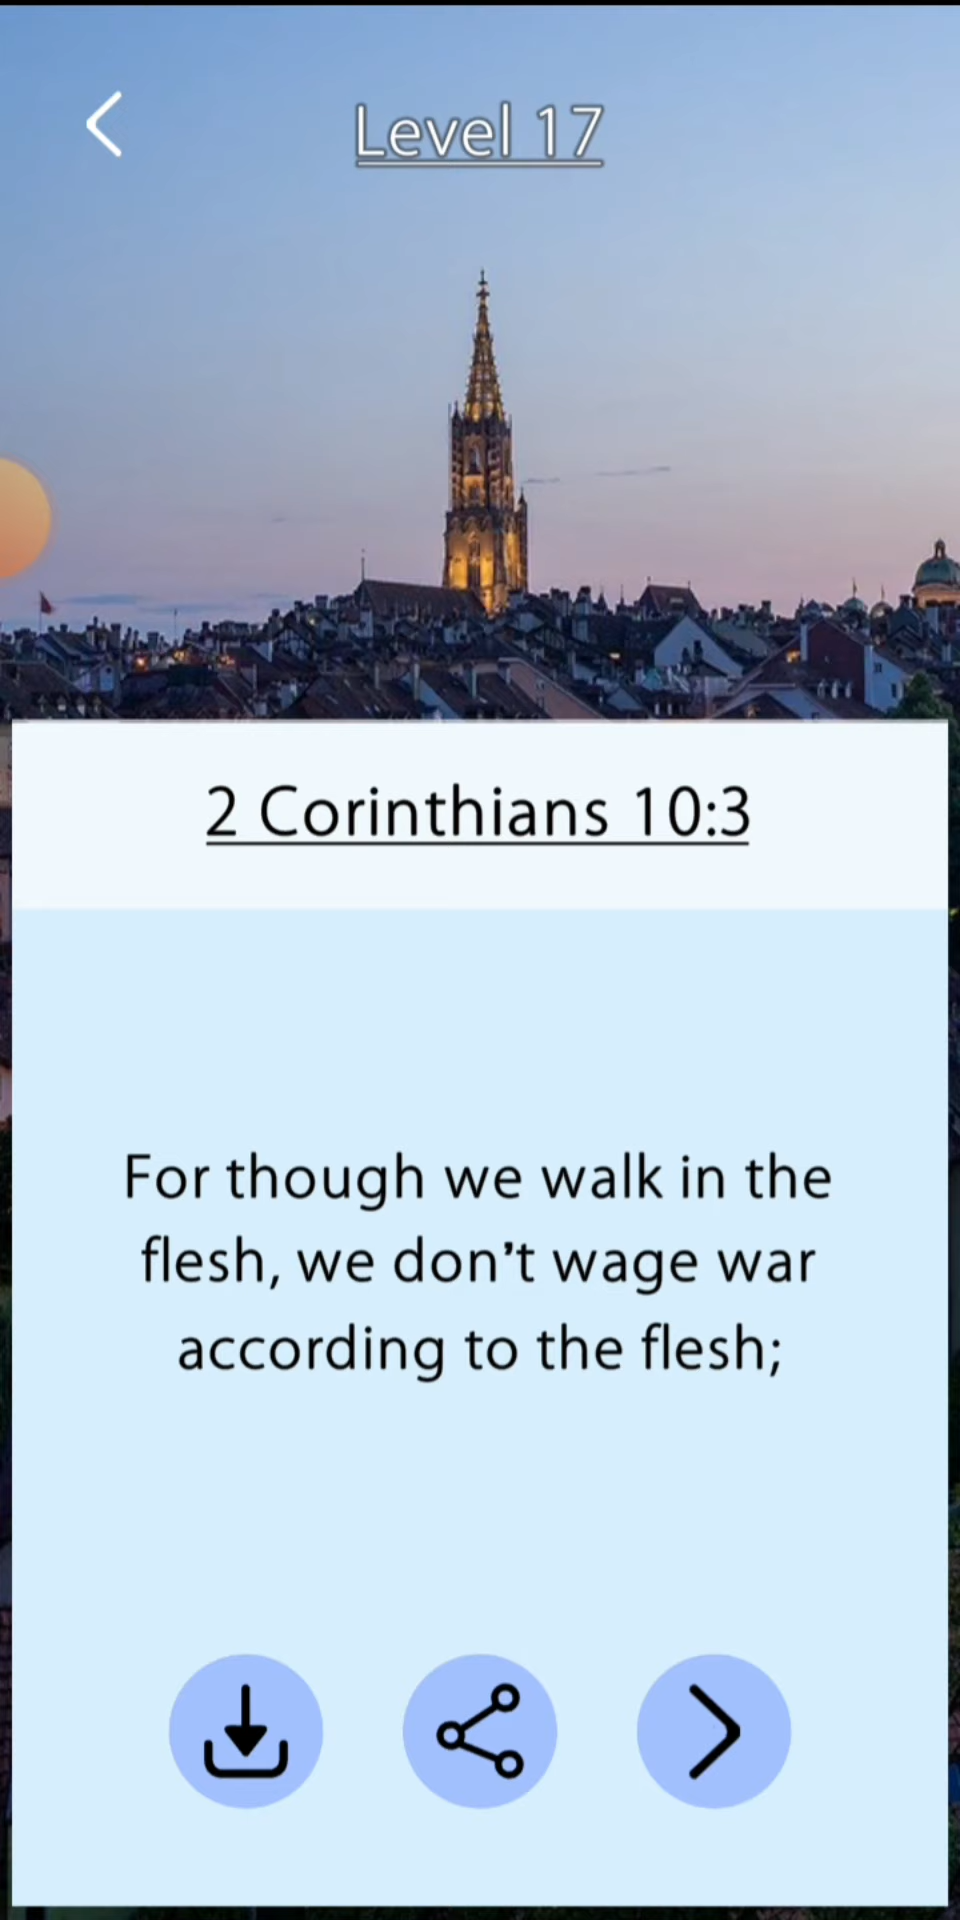 Level 17
2 Corinthians 10:3
For though we walk in the
flesh, we don’t wage war
according to the flesh;